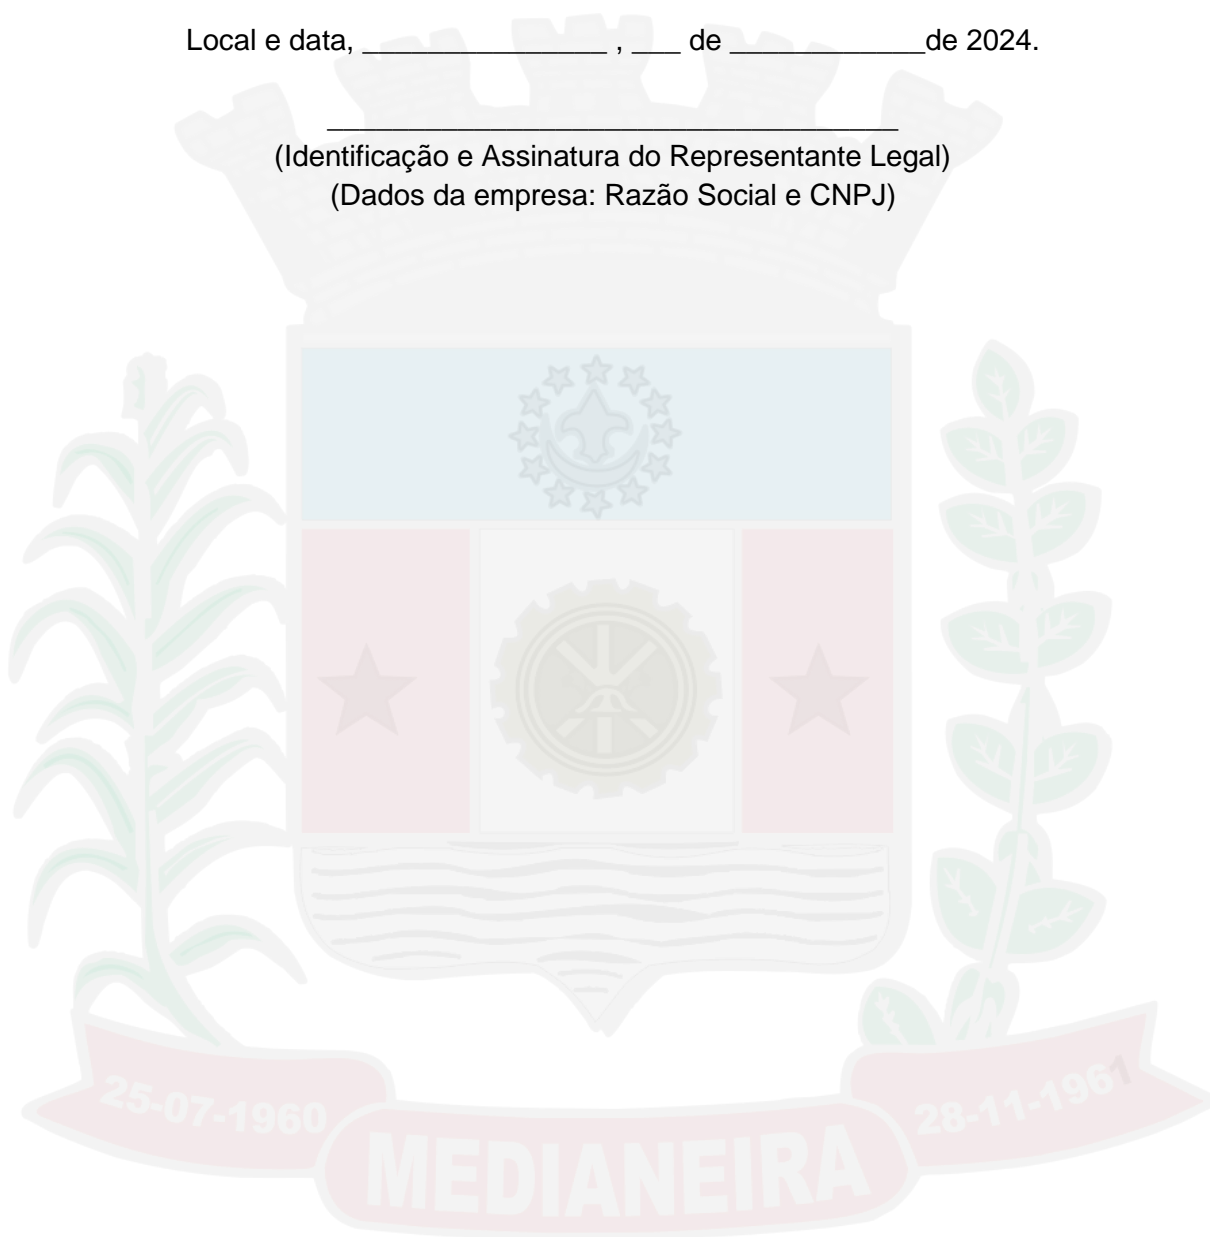 Local e data, _______________ , ___ de ____________de 2024.
___________________________________
(Identificação e Assinatura do Representante Legal)
(Dados da empresa: Razão Social e CNPJ)
25-07-1960
28-11-1961
MEDIANEIRA